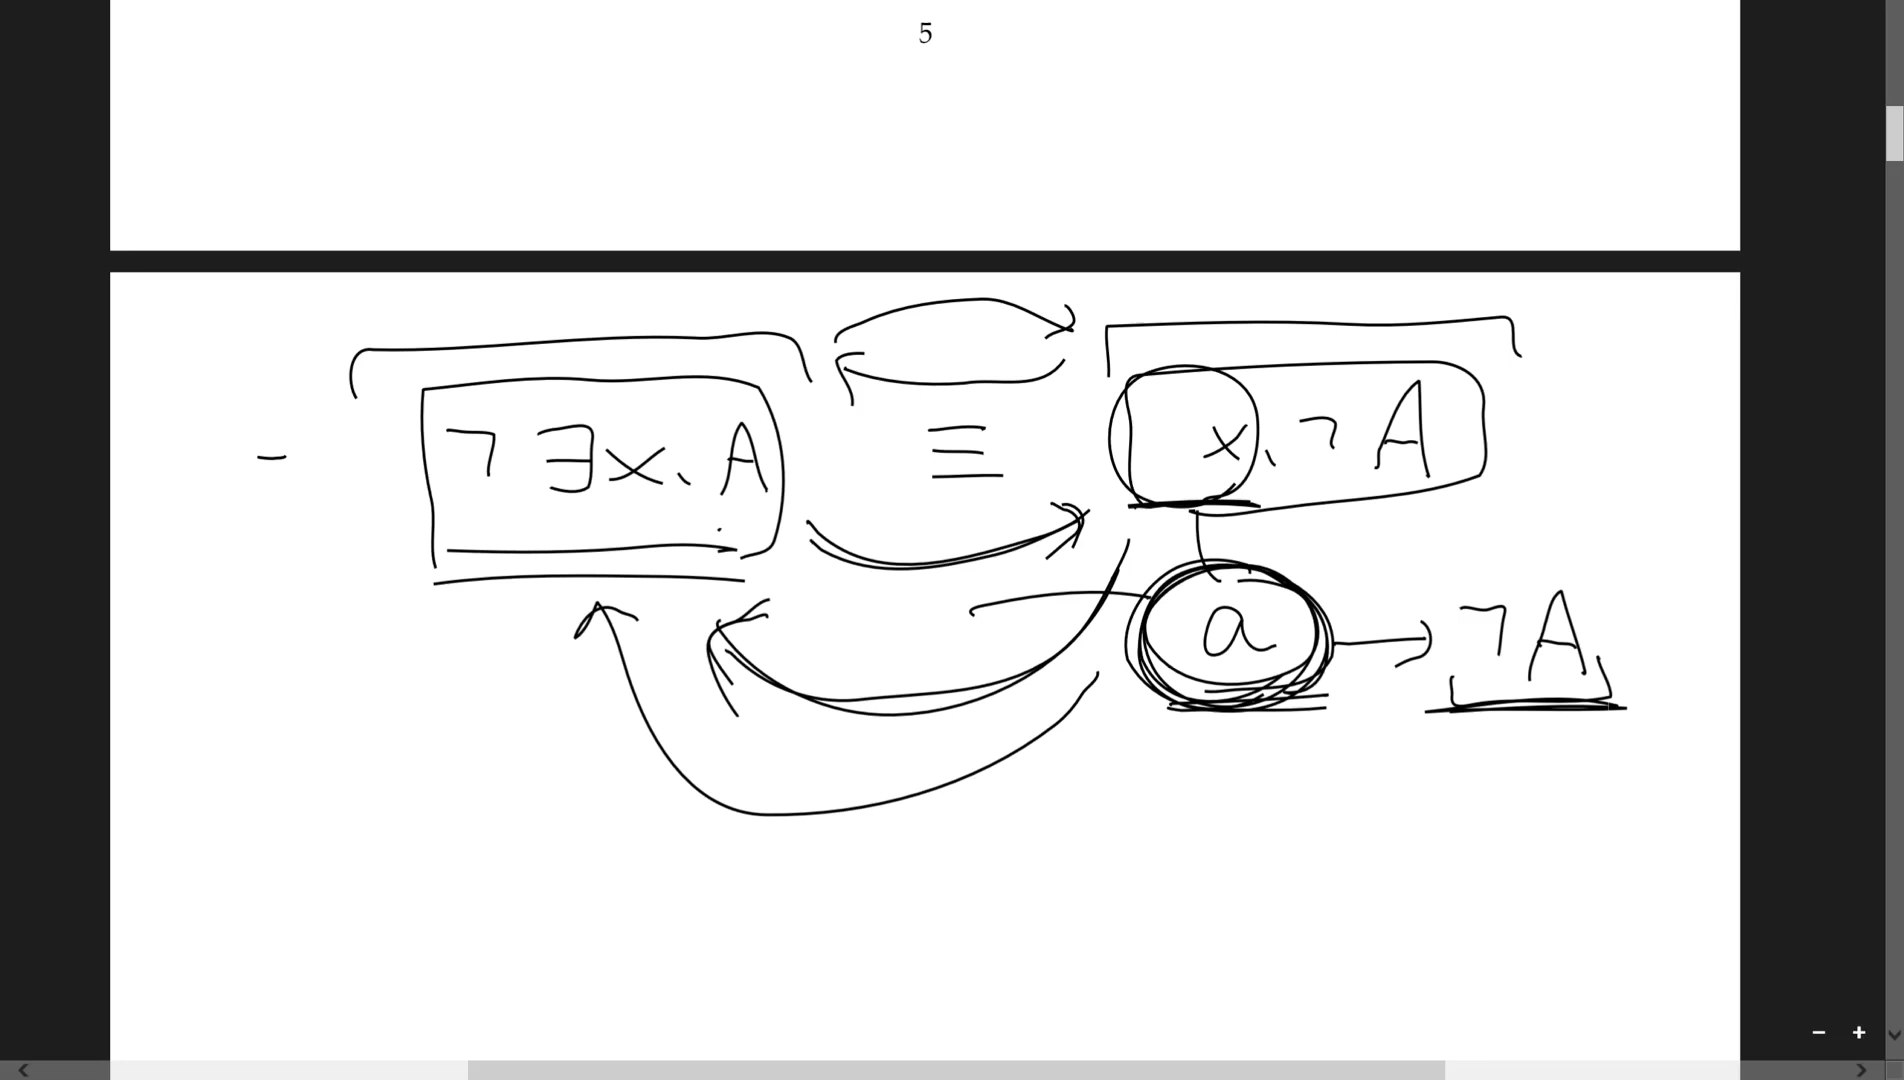 5
- ¬∃x. A ≡ x. ¬A
a → ¬A